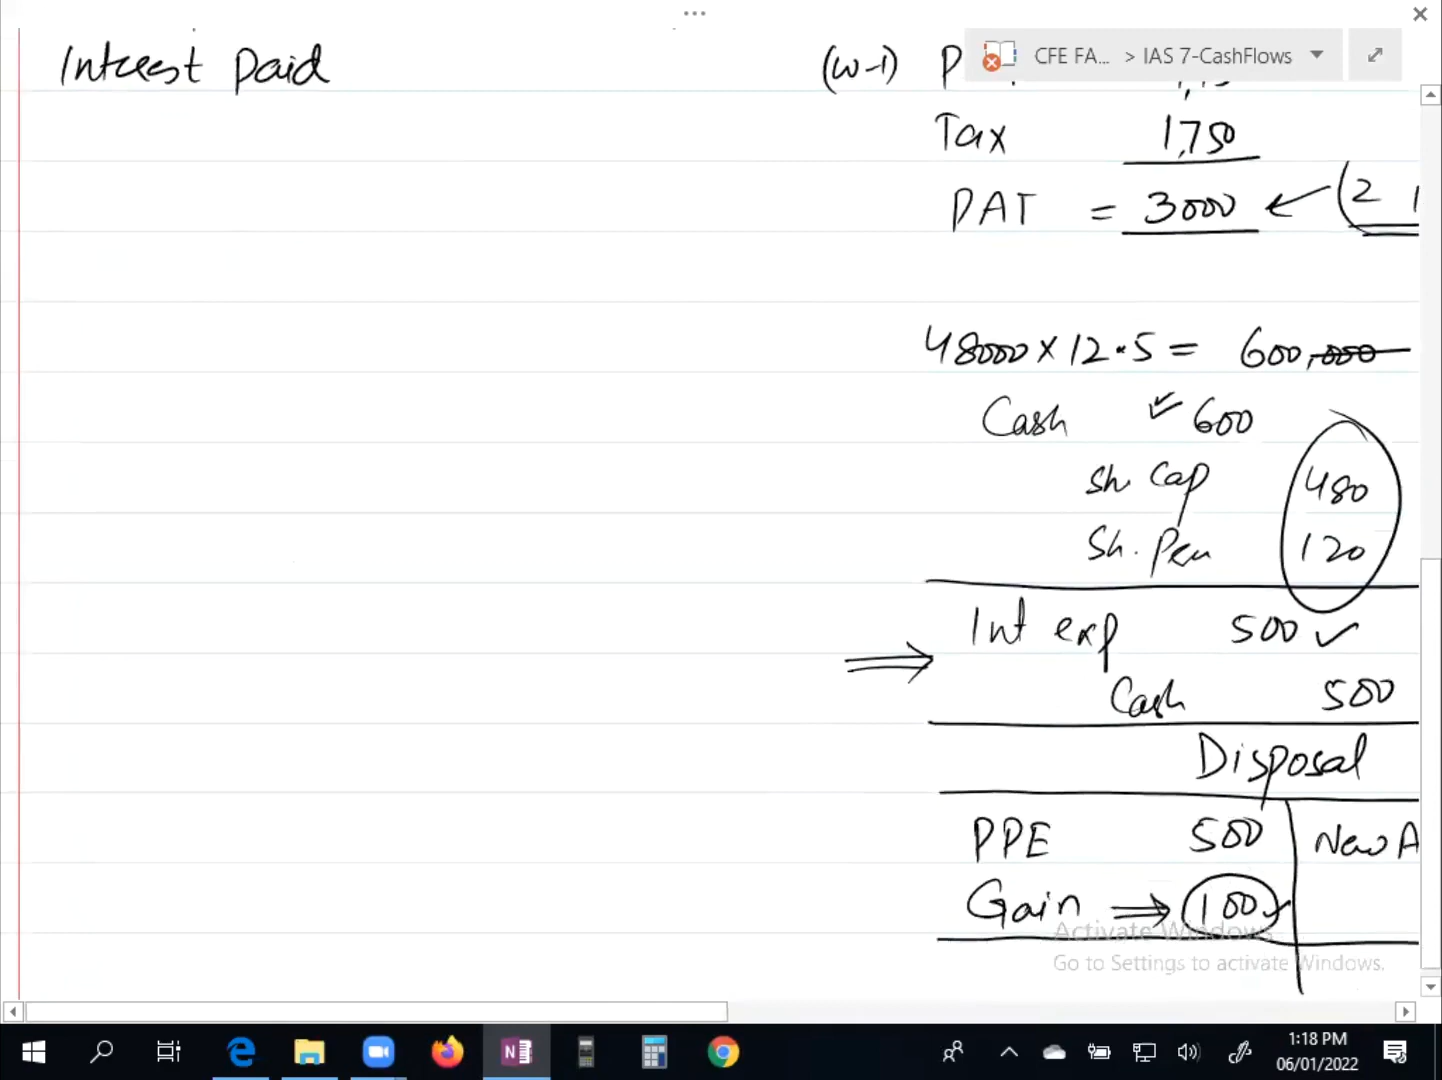 CFE FA... > IAS 7-CashFlows
Interest paid
(W-1)
Tax 1,750
PAT = 3000 ← (2
48000 × 12.5 = 600,000
Cash 600
Sh. Cap 480
Sh. Pem 120
Int exp 500 ✓
Cash 500
Disposal
PPE 500 New A
Gain ⇒ 100
Activate Windows
Go to Settings to activate Windows.
1:18 PM
06/01/2022